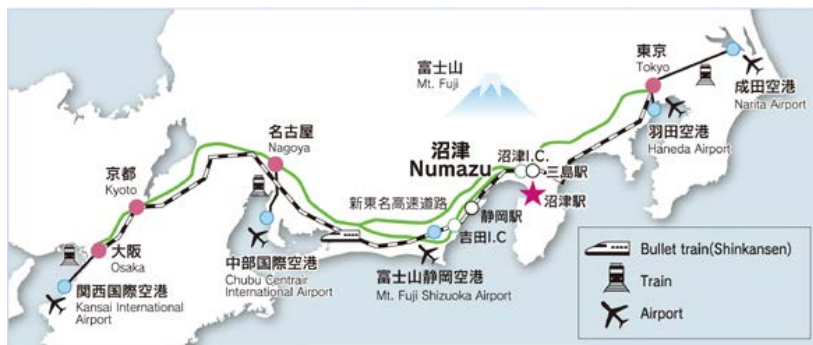 東京
Tokyo
成田空港
Narita Airport
富士山
Mt. Fuji
羽田空港
Haneda Airport
名古屋
Nagoya
沼津
Numazu
沼津I.C.
三島駅
沼津駅
京都
Kyoto
新東名高速道路
静岡駅
吉田I.C
大阪
Osaka
中部国際空港
Chubu Centrair
International Airport
富士山静岡空港
Mt. Fuji Shizuoka Airport
関西国際空港
Kansai International
Airport
Bullet train(Shinkansen)
Train
Airport